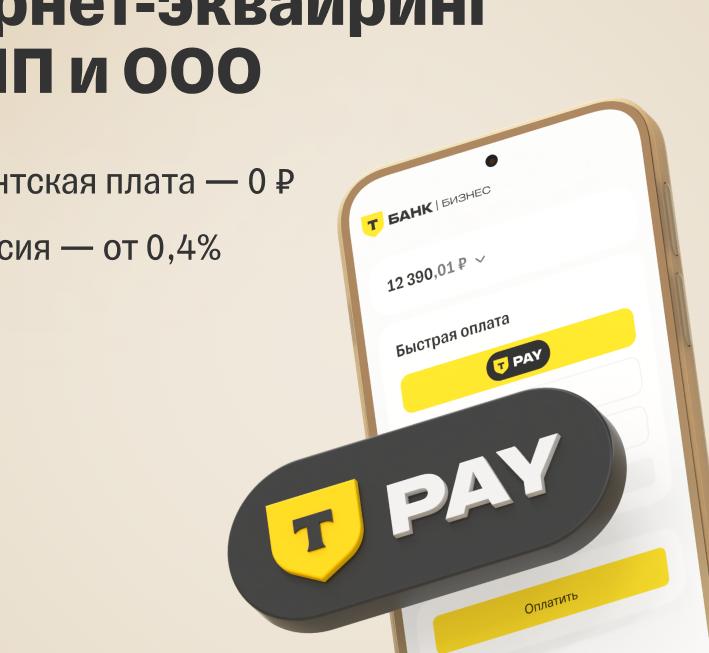 рнет-эквайринг
ИП и ООО
нтская плата — 0 ₽
сия — от 0,4%
Т БАНК | БИЗНЕС
12 390,01 ₽
Быстрая оплата
Т PAY
Т PAY
Оплатить